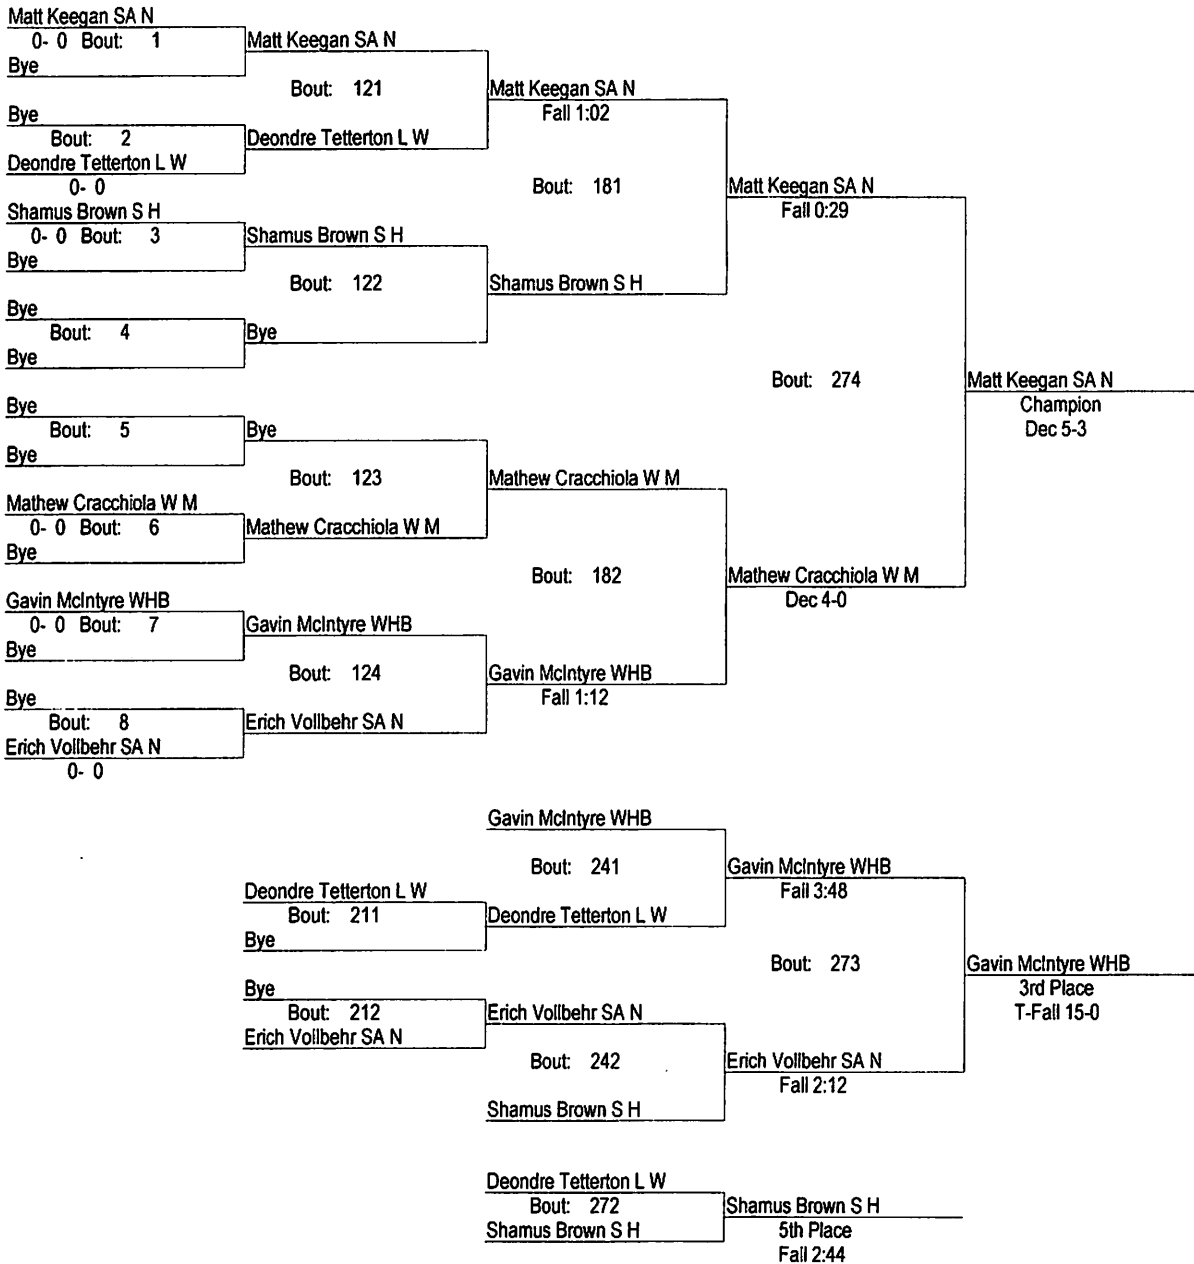 Matt Keegan SA N
0- 0 Bout: 1
Bye
Matt Keegan SA N
Bout: 121
Bye
Bout: 2
Deondre Tetterton L W
0- 0
Deondre Tetterton L W
Matt Keegan SA N
Fall 1:02
Bout: 181
Shamus Brown S H
0- 0 Bout: 3
Bye
Shamus Brown S H
Bout: 122
Bye
Bout: 4
Bye
Bye
Shamus Brown S H
Matt Keegan SA N
Fall 0:29
Bout: 274
Bye
Bout: 5
Bye
Bye
Bout: 123
Mathew Cracchiola W M
0- 0 Bout: 6
Bye
Mathew Cracchiola W M
Mathew Cracchiola W M
Bout: 182
Gavin McIntyre WHB
0- 0 Bout: 7
Bye
Gavin McIntyre WHB
Bout: 124
Bye
Bout: 8
Erich Vollbehr SA N
0- 0
Erich Vollbehr SA N
Gavin McIntyre WHB
Fall 1:12
Mathew Cracchiola W M
Dec 4-0
Matt Keegan SA N
Champion
Dec 5-3
Gavin McIntyre WHB
Bout: 241
Deondre Tetterton L W
Bout: 211
Bye
Deondre Tetterton L W
Gavin McIntyre WHB
Fall 3:48
Bout: 273
Bye
Bout: 212
Erich Vollbehr SA N
Erich Vollbehr SA N
Bout: 242
Shamus Brown S H
Erich Vollbehr SA N
Fall 2:12
Gavin McIntyre WHB
3rd Place
T-Fall 15-0
Deondre Tetterton L W
Bout: 272
Shamus Brown S H
Shamus Brown S H
5th Place
Fall 2:44